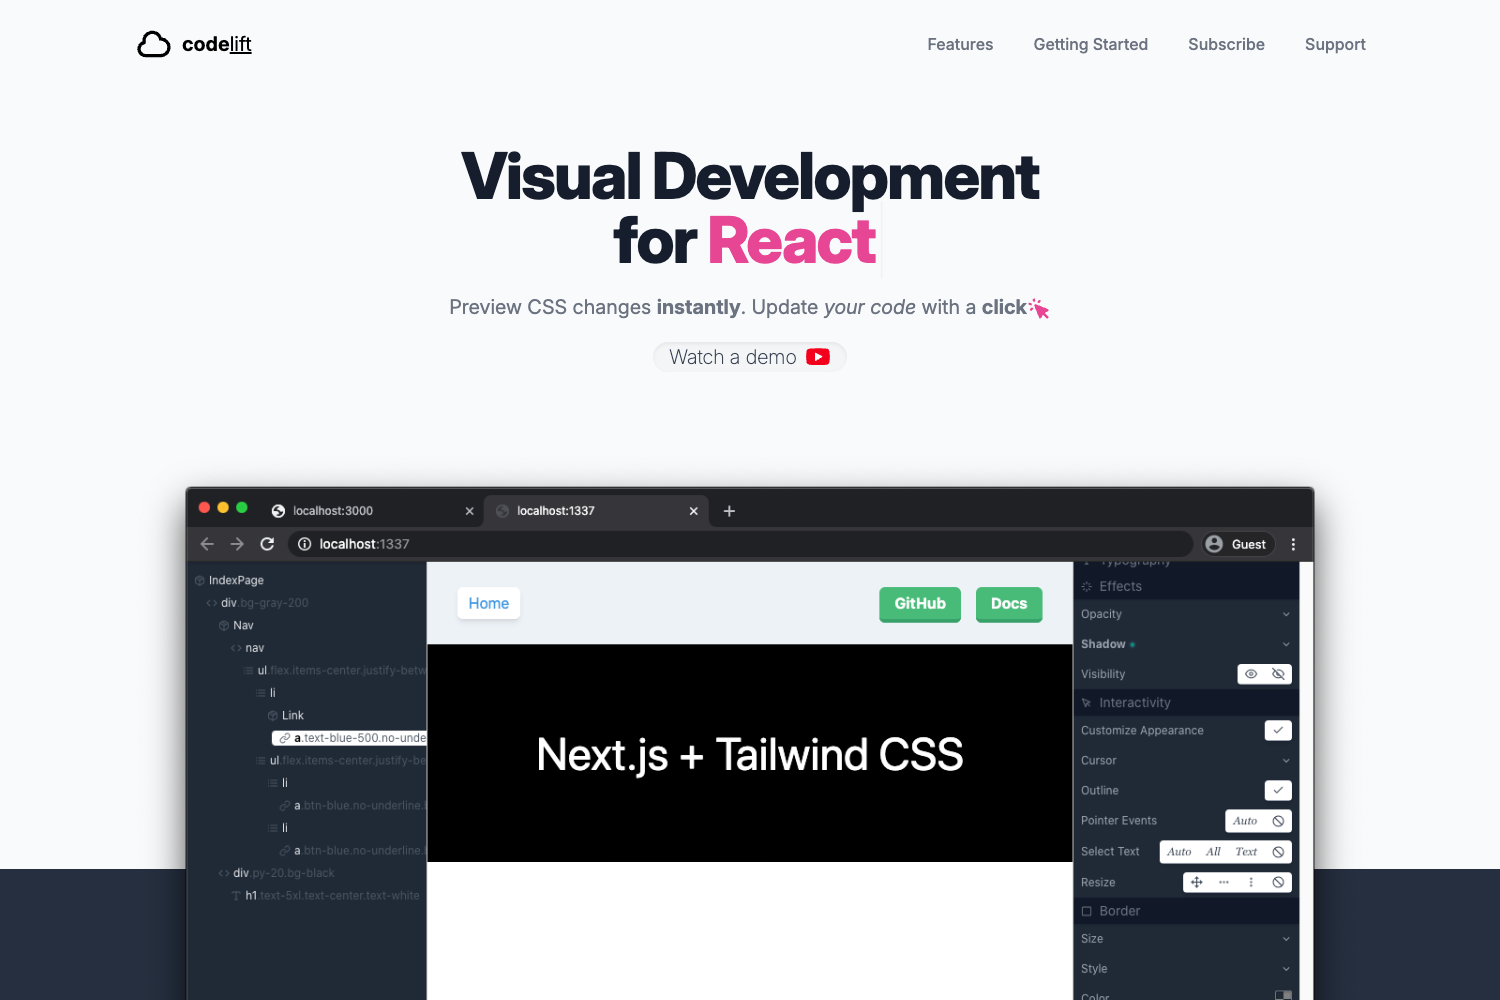 codelift
Features
Getting Started
Subscribe
Support
Visual Development
for React
Preview CSS changes instantly. Update your code with a click
Watch a demo
localhost:3000
localhost:1337
localhost:1337
Guest
IndexPage
div.bg-gray-200
Nav
nav
ul.flex.items-center.justify-betw
li
Link
a.text-blue-500.no-unde
ul.flex.items-center.justify-be
li
a.btn-blue.no-underline.
li
a.btn-blue.no-underline.
div.py-20.bg-black
h1.text-5xl.text-center.text-white
Home
GitHub
Docs
Next.js + Tailwind CSS
Typography
Effects
Opacity
Shadow
Visibility
Interactivity
Customize Appearance
Cursor
Outline
Pointer Events
Auto
Select Text
Auto
All
Text
Resize
Border
Size
Style
Color